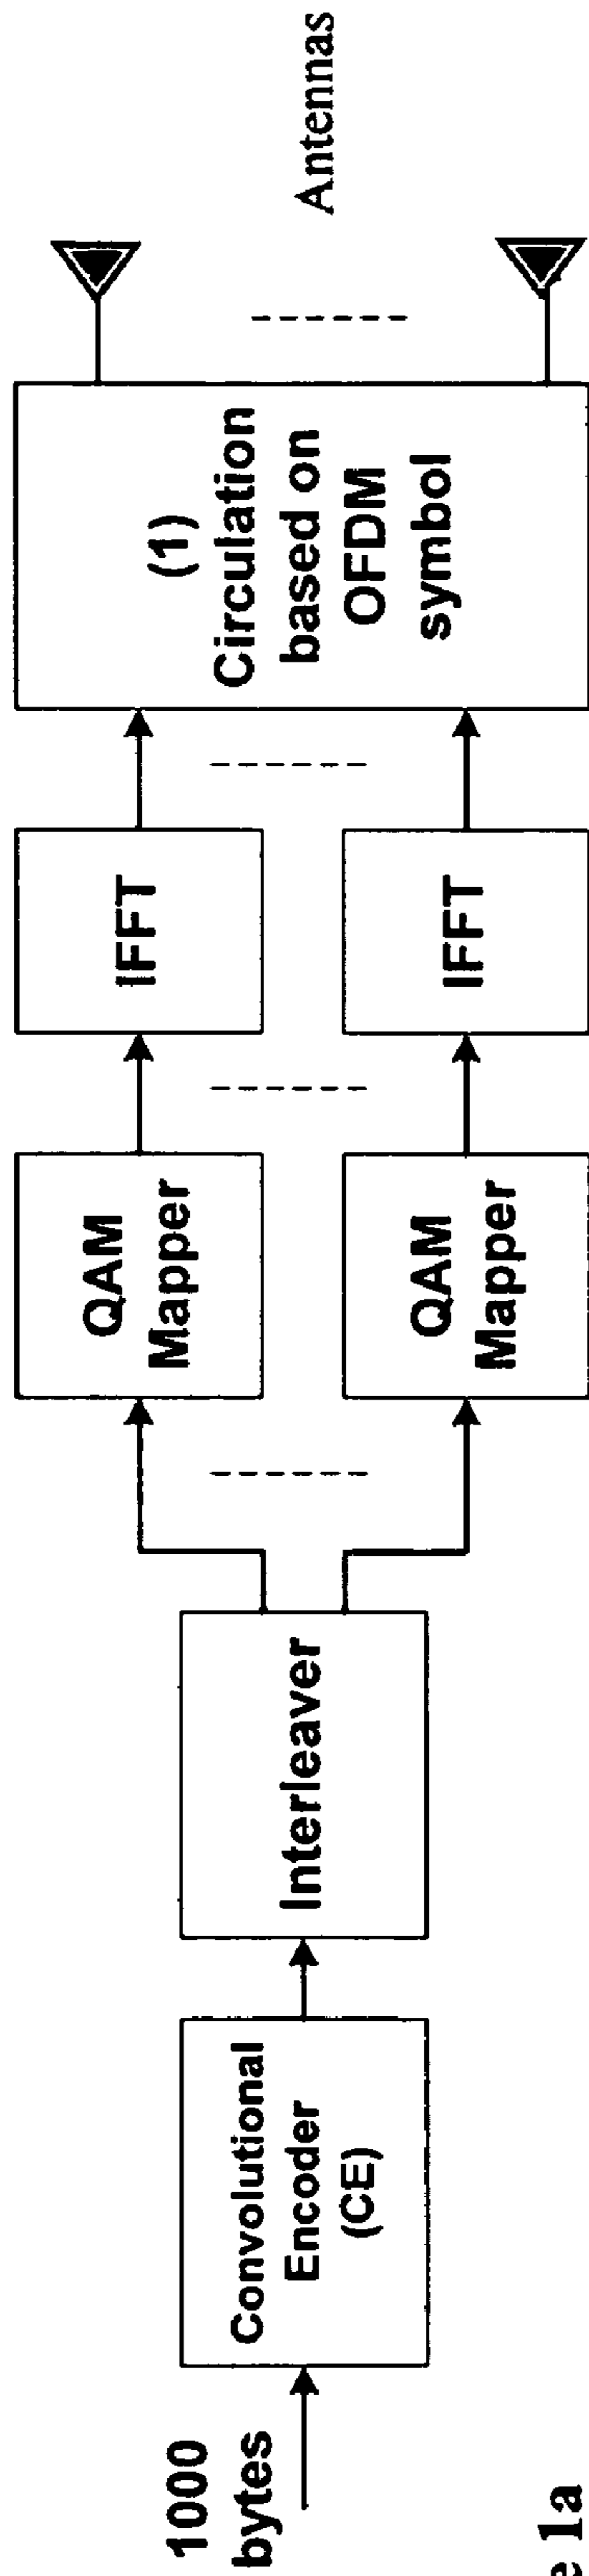 1000
bytes
Convolutional
Encoder
(CE)
Interleaver
QAM
Mapper
QAM
Mapper
IFFT
IFFT
(1)
Circulation
based on
OFDM
symbol
Antennas
e 1a